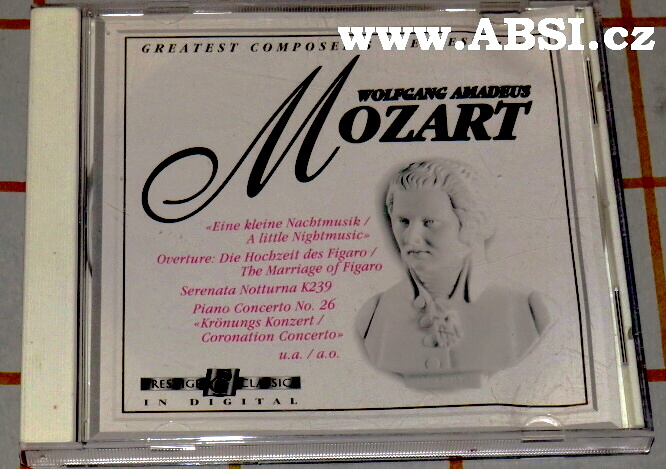 www.ABSI.cz
GREATEST COMPOSERS
WOLFGANG AMADEUS
MOZART
«Eine kleine Nachtmusik /
A little Nightmusic»
Overture: Die Hochzeit des Figaro /
The Marriage of Figaro
Serenata Notturna K239
Piano Concerto No. 26
«Krönungs Konzert /
Coronation Concerto»
u.a. / a.o.
PRESTIGE CLASSICS
IN DIGITAL